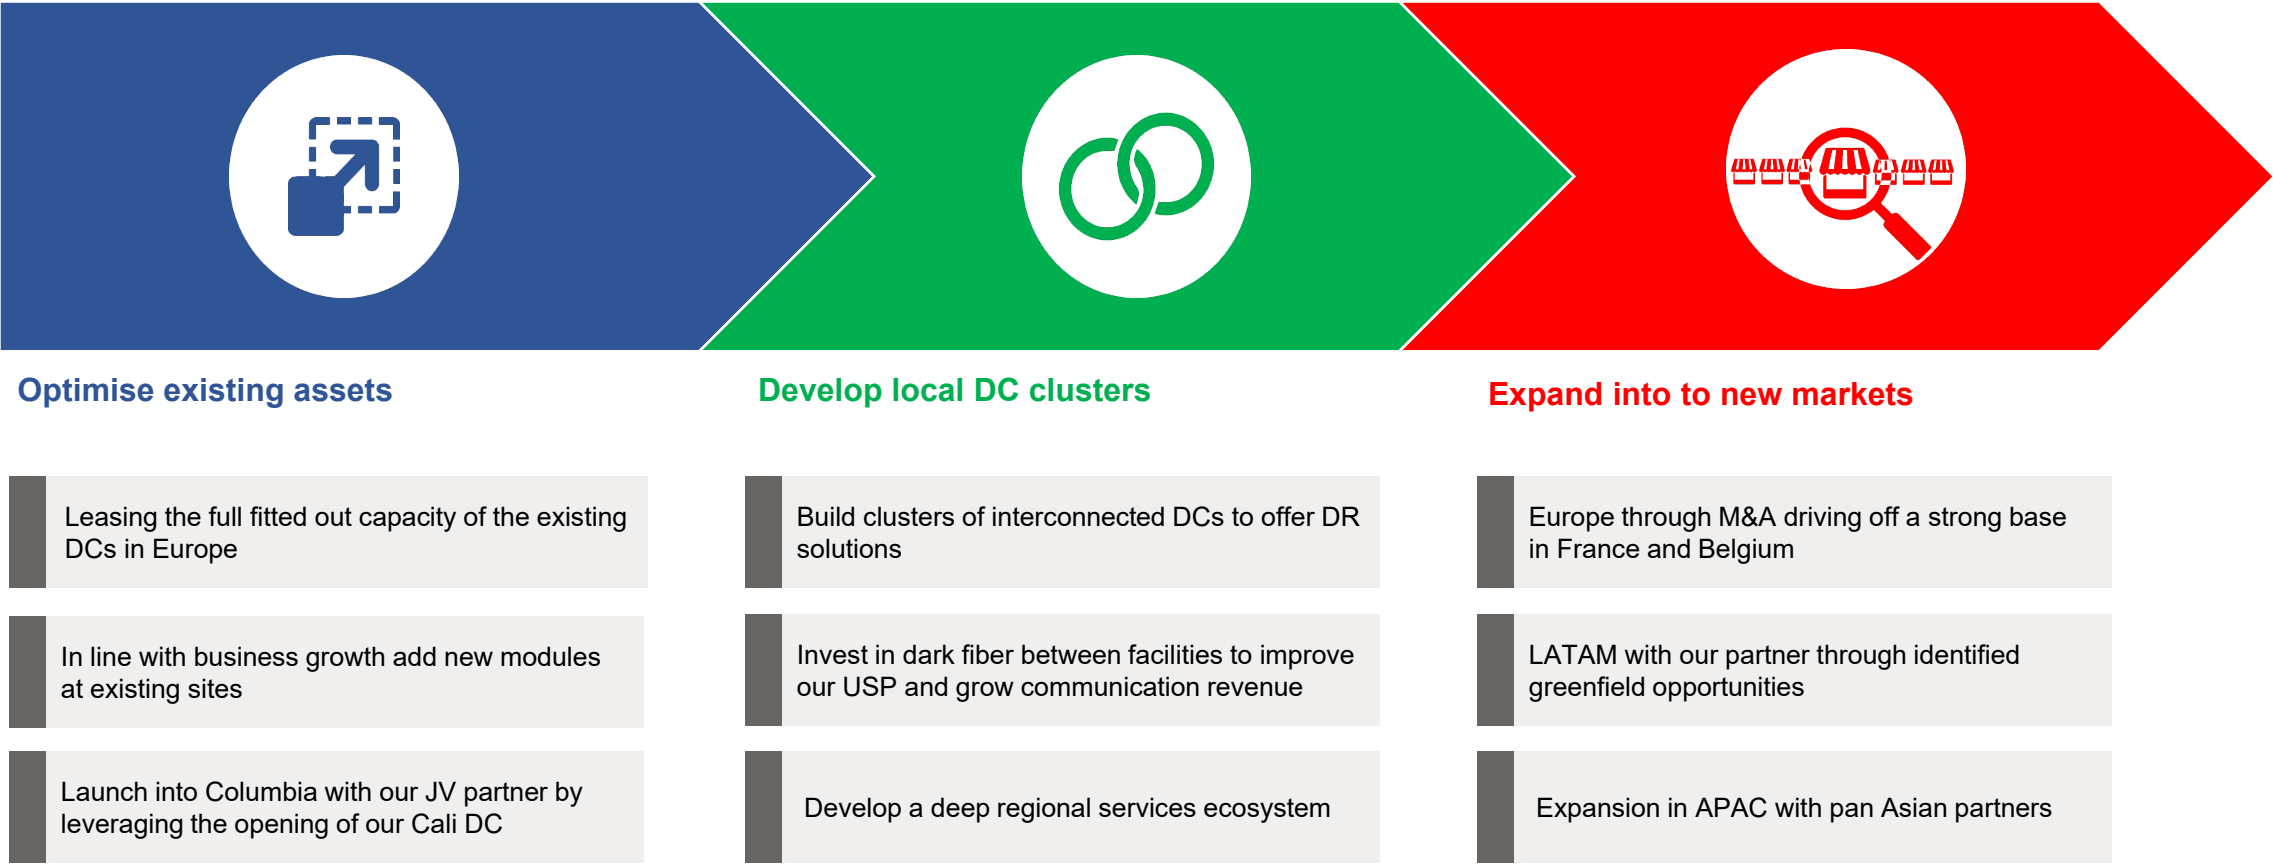 Optimise existing assets
Leasing the full fitted out capacity of the existing
DCs in Europe
In line with business growth add new modules
at existing sites
Launch into Columbia with our JV partner by
leveraging the opening of our Cali DC
Develop local DC clusters
Build clusters of interconnected DCs to offer DR
solutions
Invest in dark fiber between facilities to improve
our USP and grow communication revenue
Develop a deep regional services ecosystem
Expand into to new markets
Europe through M&A driving off a strong base
in France and Belgium
LATAM with our partner through identified
greenfield opportunities
Expansion in APAC with pan Asian partners